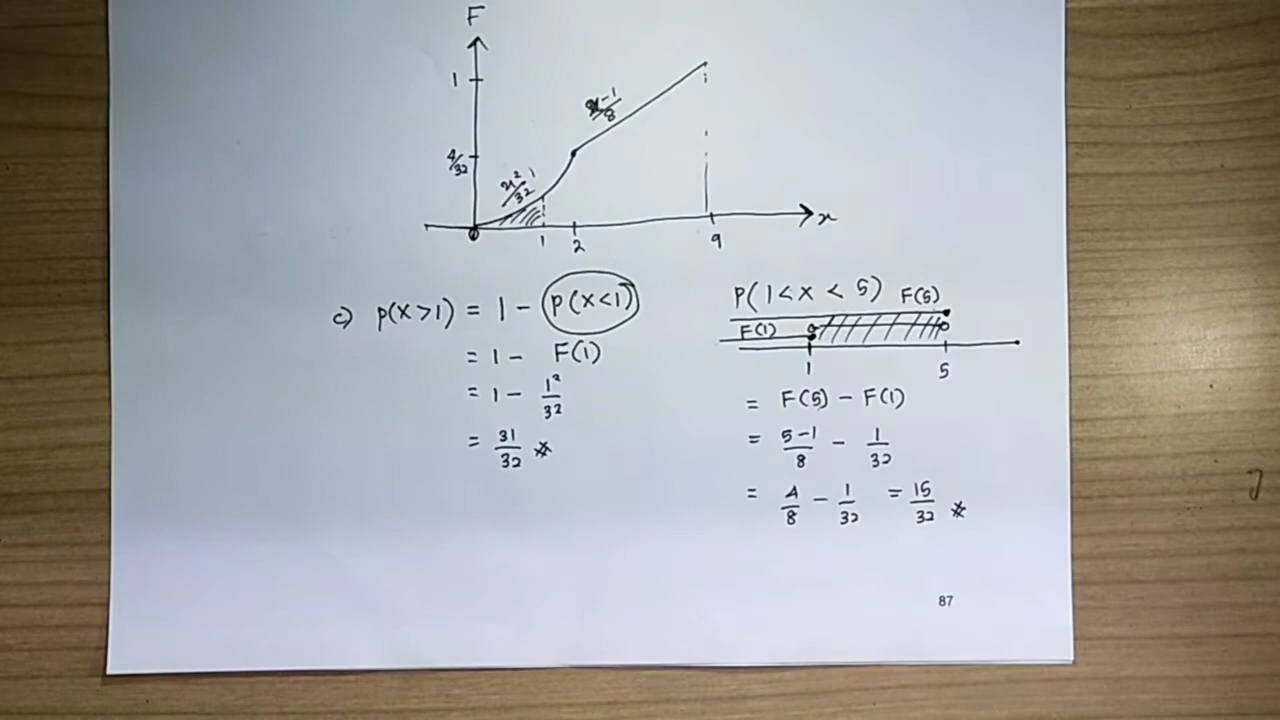 F
1
x-1/8
4/32
x²/32
1
0
1
2
9
x
c) P(X>1) = 1 - P(X<1)
= 1 - F(1)
= 1 - 1²/32
= 31/32 *
P(1<X<5) F(5)
F(1)
1 5
= F(5) - F(1)
= 5-1/8 - 1/32
= 4/8 - 1/32 = 15/32 *
87